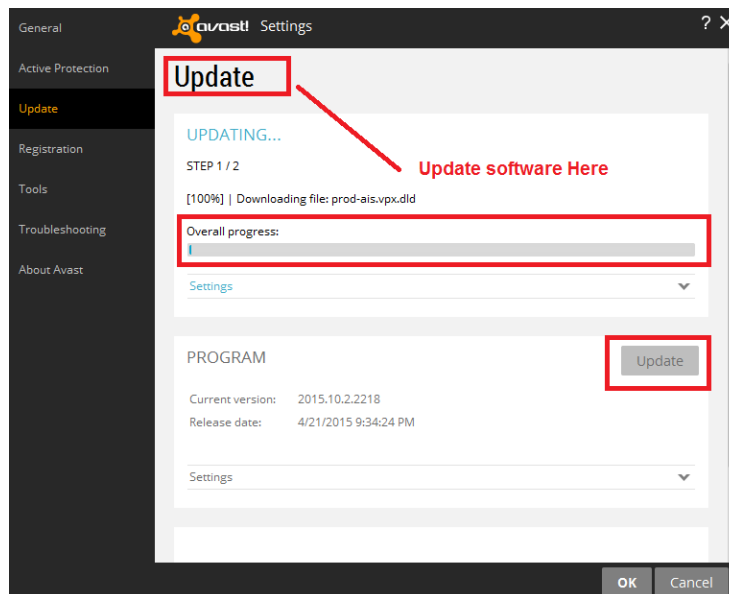 General
Active Protection
Update
Registration
Tools
Troubleshooting
About Avast
avast! Settings
?
Update
Update software Here
UPDATING...
STEP 1 / 2
[100%] | Downloading file: prod-ais.vpx.dld
Overall progress:
Settings
PROGRAM
Update
Current version: 2015.10.2.2218
Release date: 4/21/2015 9:34:24 PM
Settings
OK Cancel